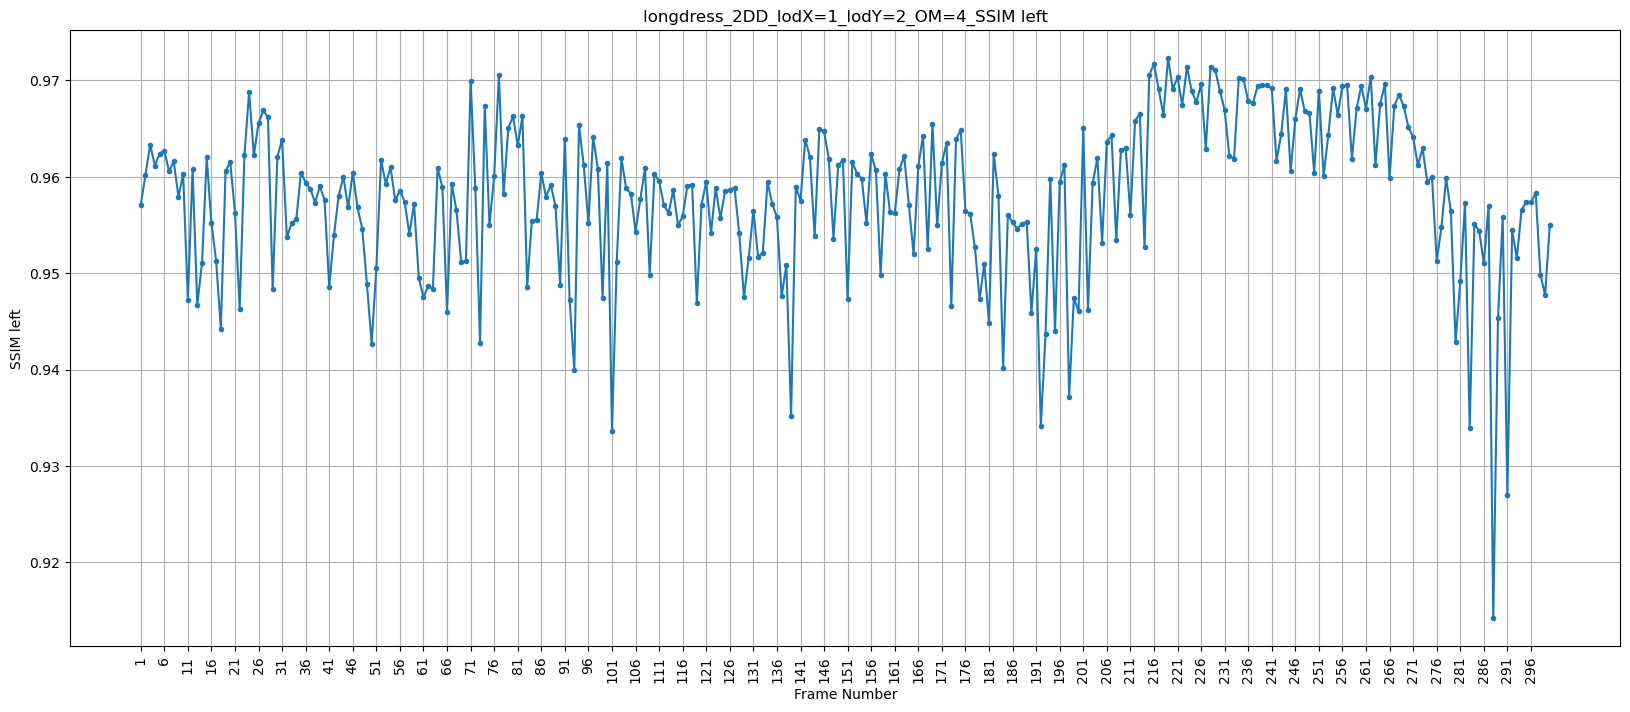 longdress_2DD_lodX=1_lodY=2_OM=4_SSIM left
0.97
0.96
0.95
0.94
0.93
0.92
SSIM left
1 6 11 16 21 26 31 36 41 46 51 56 61 66 71 76 81 86 91 96 101 106 111 116 121 126 131 136 141 146 151 156 161 166 171 176 181 186 191 196 201 206 211 216 221 226 231 236 241 246 251 256 261 266 271 276 281 286 291 296
Frame Number